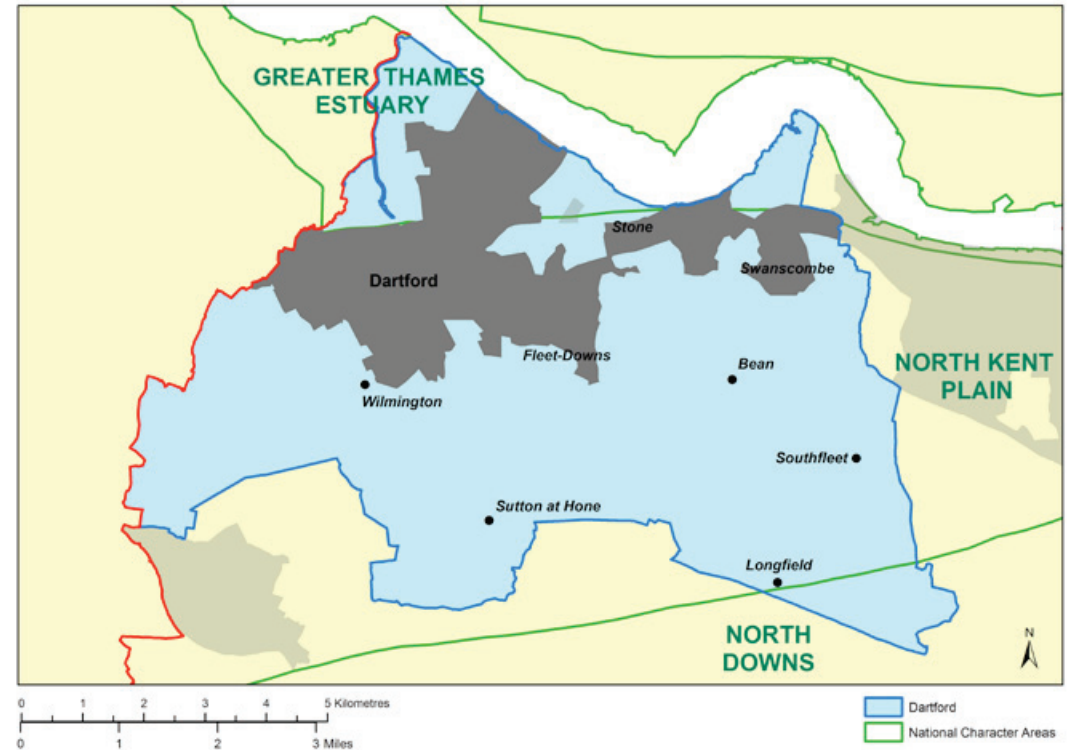 GREATER THAMES
ESTUARY
Stone
Swanscombe
Dartford
Fleet-Downs
Bean
NORTH KENT
PLAIN
Wilmington
Southfleet
Sutton at Hone
Longfield
NORTH
DOWNS
N
0 1 2 3 4 5 Kilometres
0 1 2 3 Miles
Dartford
National Character Areas